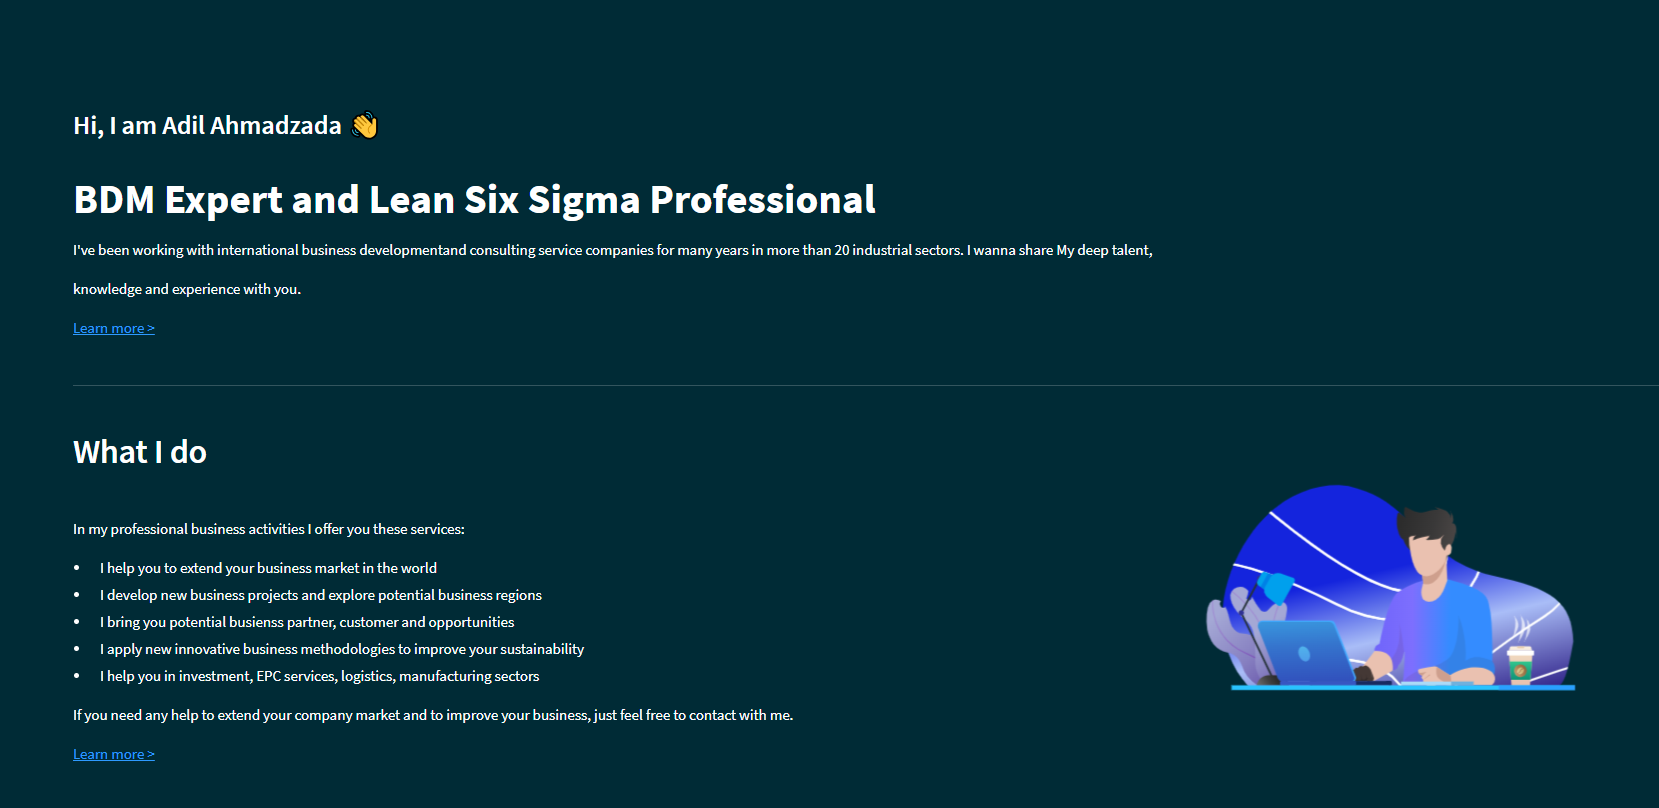 Hi, I am Adil Ahmadzada 👋
BDM Expert and Lean Six Sigma Professional
I've been working with international business developmentand consulting service companies for many years in more than 20 industrial sectors. I wanna share My deep talent,
knowledge and experience with you.
Learn more >
What I do
In my professional business activities I offer you these services:
• I help you to extend your business market in the world
• I develop new business projects and explore potential business regions
• I bring you potential busienss partner, customer and opportunities
• I apply new innovative business methodologies to improve your sustainability
• I help you in investment, EPC services, logistics, manufacturing sectors
If you need any help to extend your company market and to improve your business, just feel free to contact with me.
Learn more >